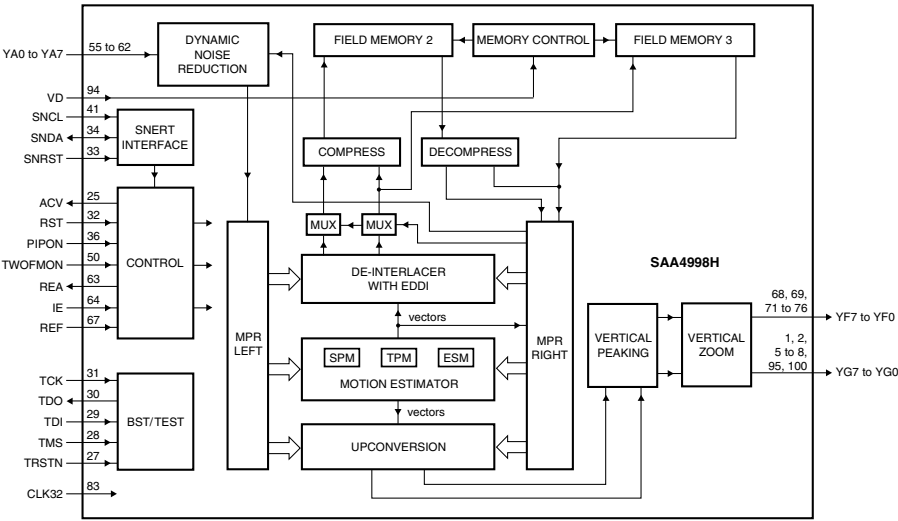 YA0 to YA7
55 to 62
DYNAMIC
NOISE
REDUCTION
FIELD MEMORY 2
MEMORY CONTROL
FIELD MEMORY 3
VD
94
SNCL
41
SNDA
34
SNRST
33
SNERT
INTERFACE
COMPRESS
DECOMPRESS
ACV
25
RST
32
PIPON
36
TWOFMON
50
REA
63
IE
64
REF
67
CONTROL
MUX
MUX
DE-INTERLACER
WITH EDDI
SAA4998H
vectors
MPR
LEFT
MPR
RIGHT
SPM
TPM
ESM
MOTION ESTIMATOR
vectors
UPCONVERSION
VERTICAL
PEAKING
VERTICAL
ZOOM
68, 69,
71 to 76
YF7 to YF0
1, 2,
5 to 8,
95, 100
YG7 to YG0
TCK
31
TDO
30
TDI
29
TMS
28
TRSTN
27
BST/TEST
CLK32
83